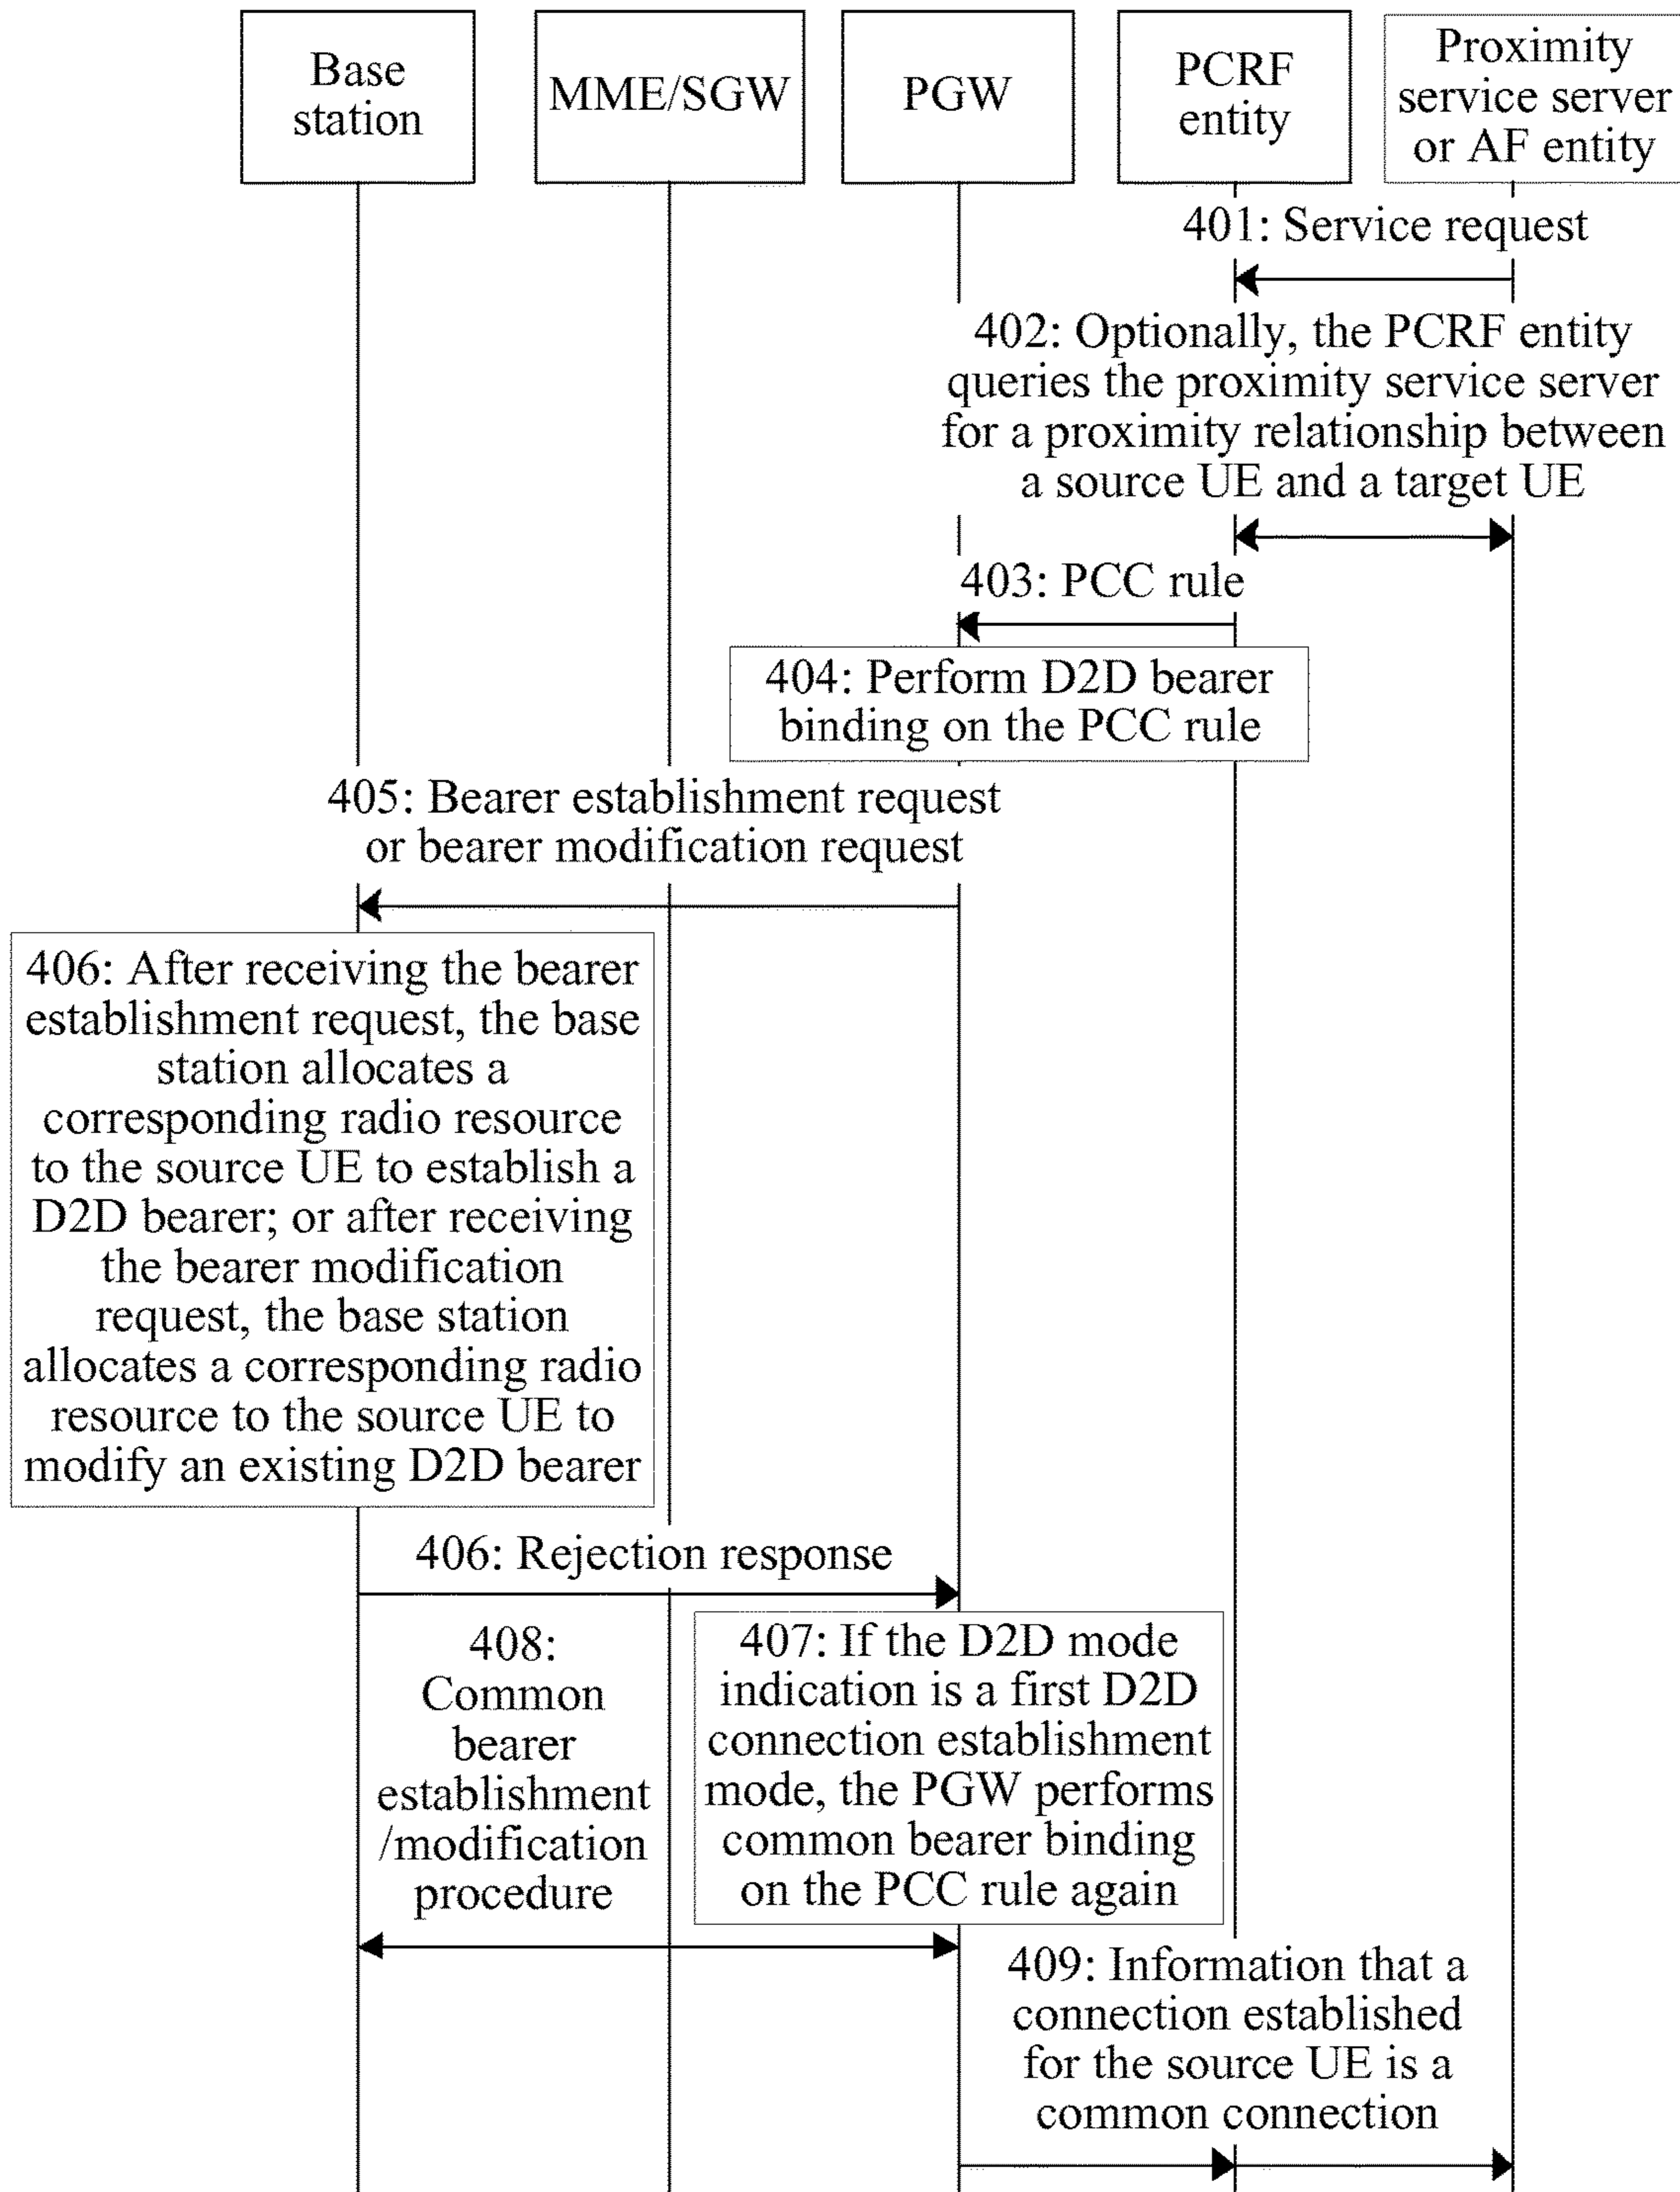 Base
station
MME/SGW
PGW
PCRF
entity
Proximity
service server
or AF entity
401: Service request
402: Optionally, the PCRF entity
queries the proximity service server
for a proximity relationship between
a source UE and a target UE
403: PCC rule
404: Perform D2D bearer
binding on the PCC rule
405: Bearer establishment request
or bearer modification request
406: After receiving the bearer
establishment request, the base
station allocates a
corresponding radio resource
to the source UE to establish a
D2D bearer; or after receiving
the bearer modification
request, the base station
allocates a corresponding radio
resource to the source UE to
modify an existing D2D bearer
406: Rejection response
408:
Common
bearer
establishment
/modification
procedure
407: If the D2D mode
indication is a first D2D
connection establishment
mode, the PGW performs
common bearer binding
on the PCC rule again
409: Information that a
connection established
for the source UE is a
common connection